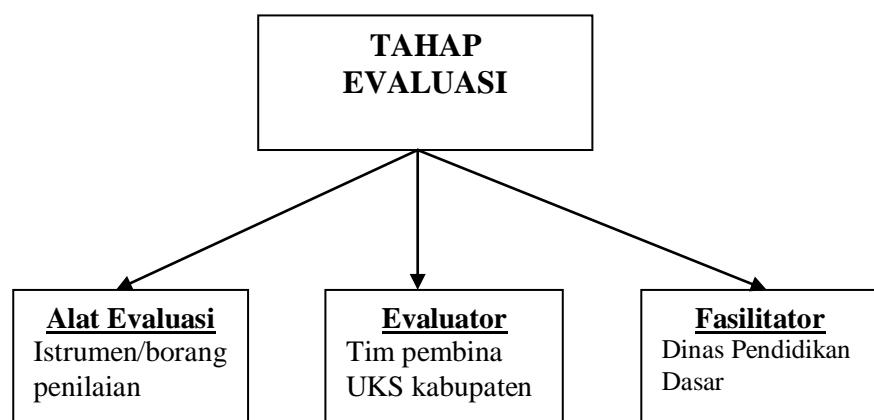 TAHAP
EVALUASI
Alat Evaluasi
Istrumen/borang
penilaian
Evaluator
Tim pembina
UKS kabupaten
Fasilitator
Dinas Pendidikan
Dasar